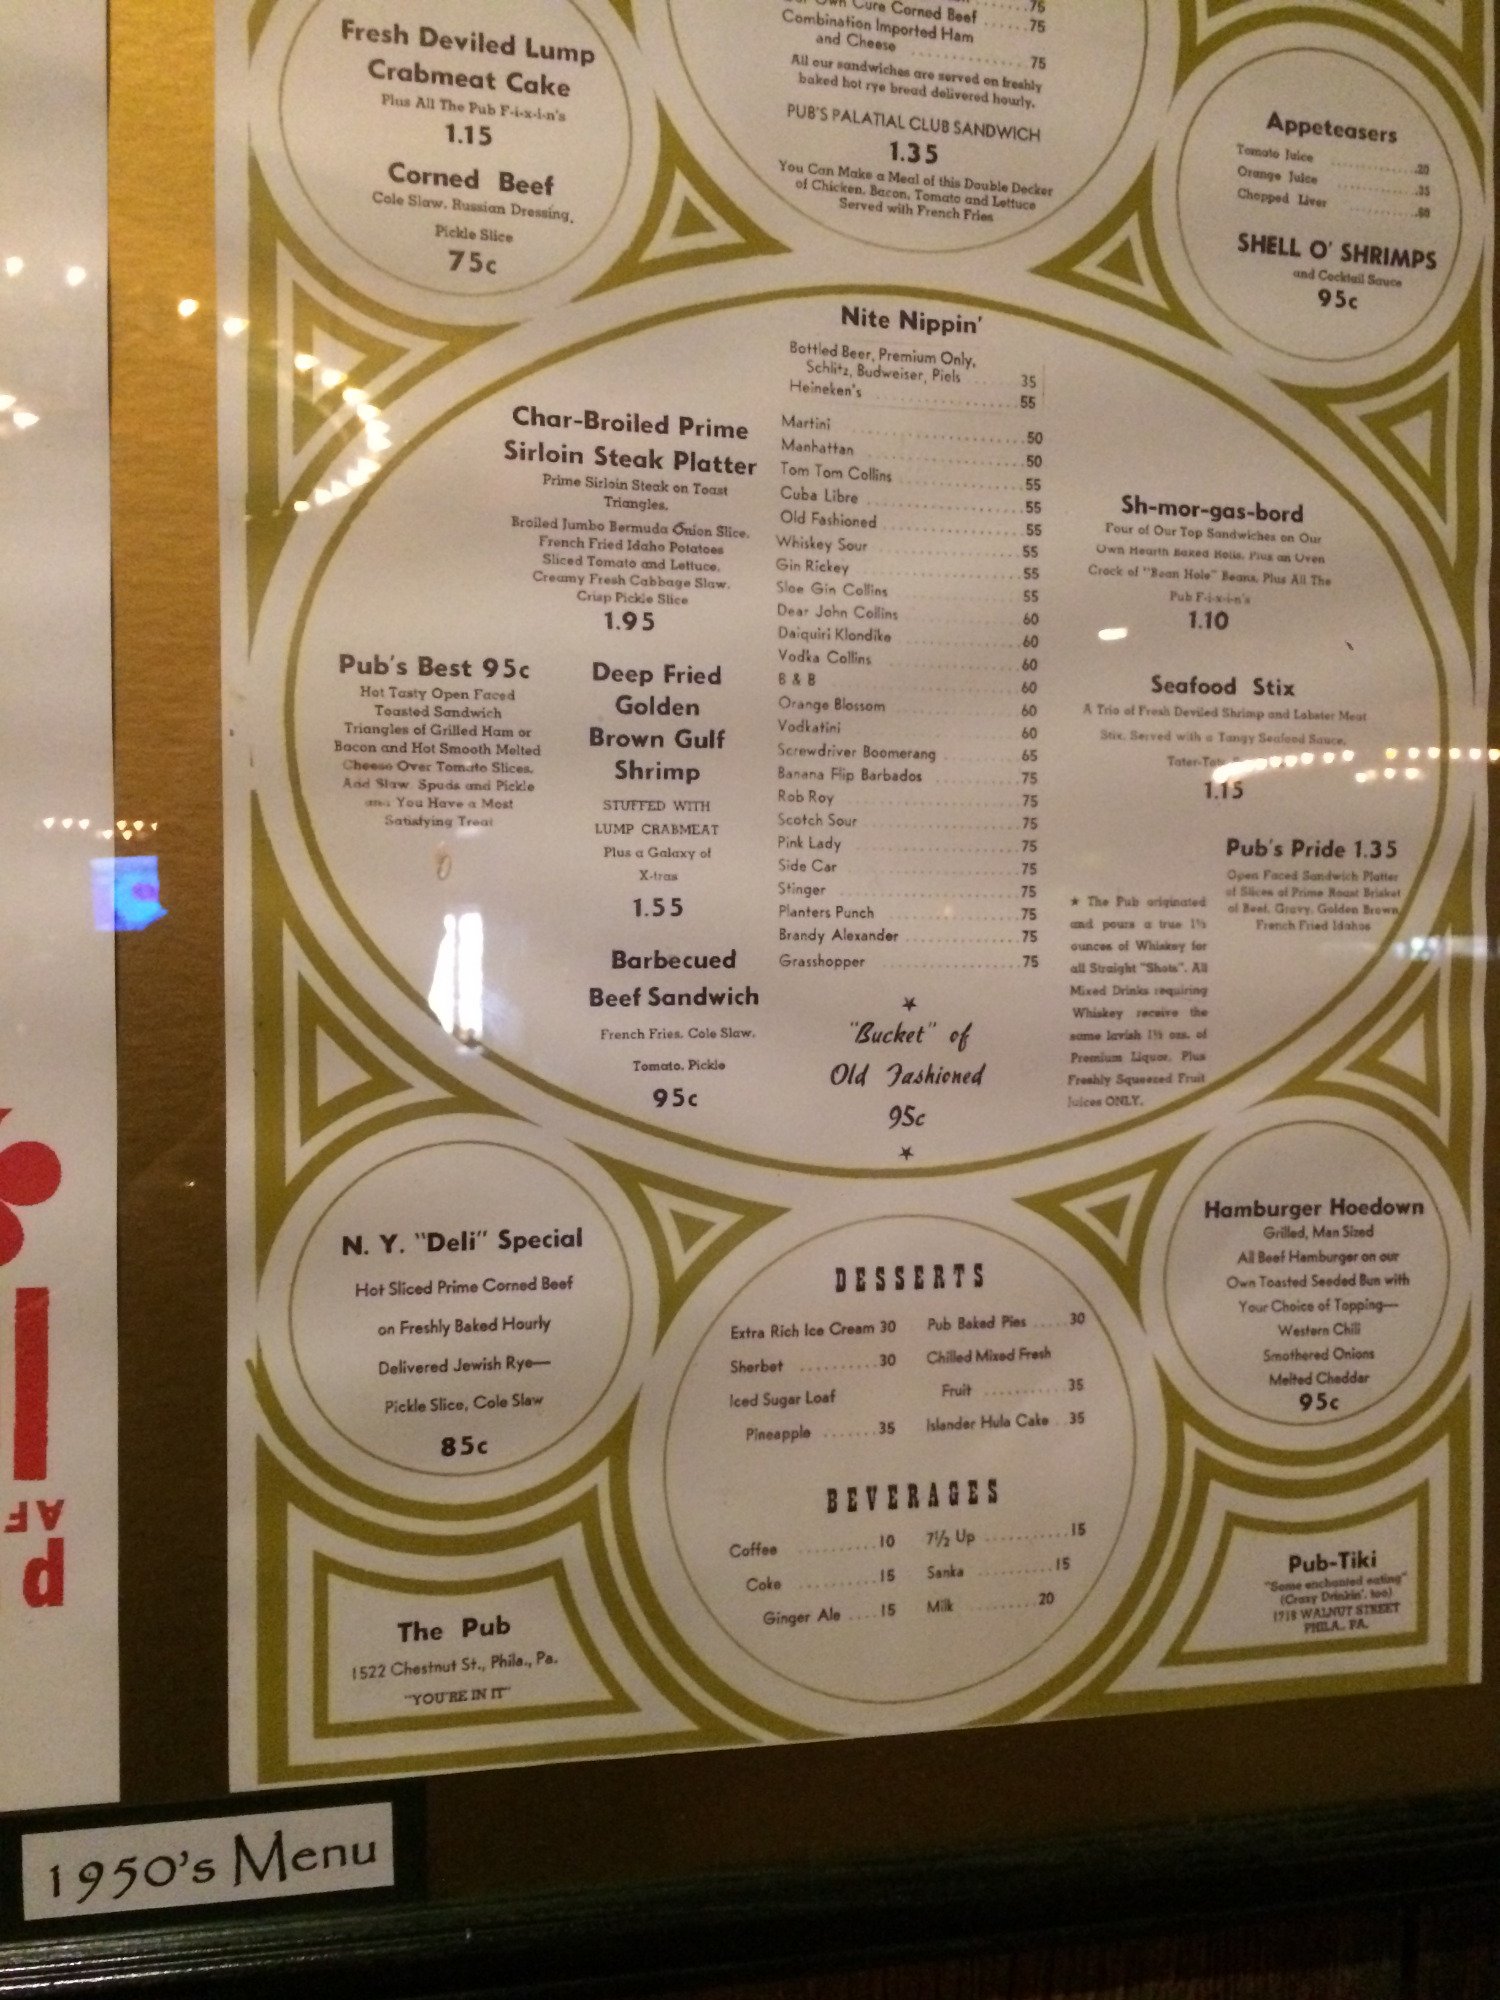 Fresh Deviled Lump
Crabmeat Cake
Plus All The Pub F-i-x-i-n's
1.15
Corned Beef
Cole Slaw, Russian Dressing,
Pickle Slice
75c
Own Cure Corned Beef ...... 75
Combination Imported Ham
and Cheese ............ 75
All our sandwiches are served on freshly
baked hot rye bread delivered hourly.
PUB'S PALATIAL CLUB SANDWICH
1.35
You Can Make a Meal of this Double Decker
of Chicken, Bacon, Tomato and Lettuce
Served with French Fries
Appeteasers
Tomato Juice ..........20
Orange Juice ..........35
Chopped Liver ..........
SHELL O' SHRIMPS
and Cocktail Sauce
95c
Char-Broiled Prime
Sirloin Steak Platter
Prime Sirloin Steak on Toast
Triangles,
Broiled Jumbo Bermuda Onion Slice,
French Fried Idaho Potatoes
Sliced Tomato and Lettuce,
Creamy Fresh Cabbage Slaw,
Crisp Pickle Slice
1.95
Pub's Best 95c
Hot Tasty Open Faced
Toasted Sandwich
Triangles of Grilled Ham or
Bacon and Hot Smooth Melted
Cheese Over Tomato Slices,
And Slaw, Spuds and Pickle
and You Have a Most
Satisfying Treat
Deep Fried
Golden
Brown Gulf
Shrimp
STUFFED WITH
LUMP CRABMEAT
Plus a Galaxy of
X-tras
1.55
Barbecued
Beef Sandwich
French Fries, Cole Slaw,
Tomato, Pickle
95c
Nite Nippin'
Bottled Beer, Premium Only,
Schlitz, Budweiser, Piels ..... 35
Heineken's ................ 55
Martini ................ 50
Manhattan ................ 50
Tom Tom Collins ............ 55
Cuba Libre ................ 55
Old Fashioned ............ 55
Whiskey Sour ............ 55
Gin Rickey ................ 55
Sloe Gin Collins ............ 55
Dear John Collins ............ 60
Daiquiri Klondike ............ 60
Vodka Collins ............ 60
B & B ................ 60
Orange Blossom ............ 60
Vodkatini ................ 60
Screwdriver Boomerang ........ 65
Banana Flip Barbados ........ 75
Rob Roy ................ 75
Scotch Sour ................ 75
Pink Lady ................ 75
Side Car ................ 75
Stinger ................ 75
Planters Punch ............ 75
Brandy Alexander ............ 75
Grasshopper ............ 75
"Bucket" of
Old Fashioned
95c
Sh-mor-gas-bord
Four of Our Top Sandwiches on Our
Own Hearth Baked Rolls, Plus an Oven
Crock of "Bean Hole" Beans, Plus All The
Pub F-i-x-i-n's
1.10
Seafood Stix
A Trio of Fresh Deviled Shrimp and Lobster Meat
Stix, Served with a Tangy Seafood Sauce,
1.15
Pub's Pride 1.35
Open Faced Sandwich Platter
of Slices of Prime Roast Brisket
of Beef, Gravy, Golden Brown
French Fried Idahos
★ The Pub originated
and pours a true 1½
ounces of Whiskey for
all Straight "Shots". All
Mixed Drinks requiring
Whiskey receive the
same lavish 1½ ozs. of
Premium Liquor, Plus
Freshly Squeezed Fruit
Juices ONLY.
N. Y. "Deli" Special
Hot Sliced Prime Corned Beef
on Freshly Baked Hourly
Delivered Jewish Rye—
Pickle Slice, Cole Slaw
85c
DESSERTS
Extra Rich Ice Cream 30
Sherbet ..........30
Iced Sugar Loaf
Pineapple .......35
Pub Baked Pies .....30
Chilled Mixed Fresh
Fruit ...........35
Islander Hula Cake . 35
BEVERAGES
Coffee ..........10
Coke ..........15
Ginger Ale ....15
7½ Up ...........15
Sanka ..........15
Milk .........20
Hamburger Hoedown
Grilled, Man Sized
All Beef Hamburger on our
Own Toasted Seeded Bun with
Your Choice of Topping—
Western Chili
Smothered Onions
Melted Cheddar
95c
The Pub
1522 Chestnut St., Phila., Pa.
"YOU'RE IN IT"
Pub-Tiki
"Some enchanted eating"
(Crazy Drinkin', too)
1718 WALNUT STREET
PHILA., PA.
1950's Menu